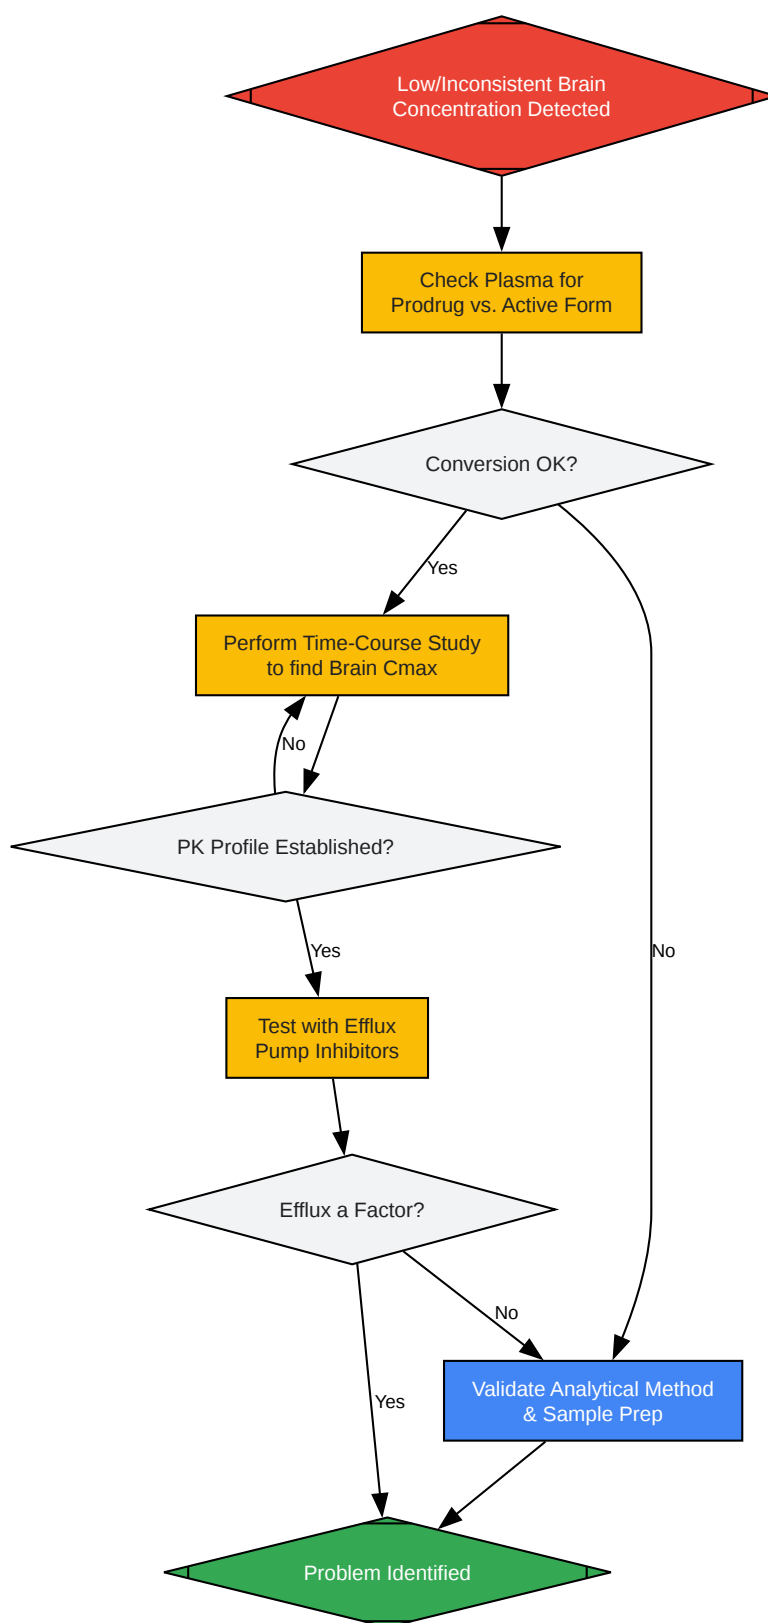 Low/Inconsistent Brain
Concentration Detected
Check Plasma for
Prodrug vs. Active Form
Conversion OK?
Yes
Perform Time-Course Study
to find Brain Cmax
No
PK Profile Established?
Yes
No
Test with Efflux
Pump Inhibitors
Efflux a Factor?
No
Validate Analytical Method
& Sample Prep
Yes
Problem Identified